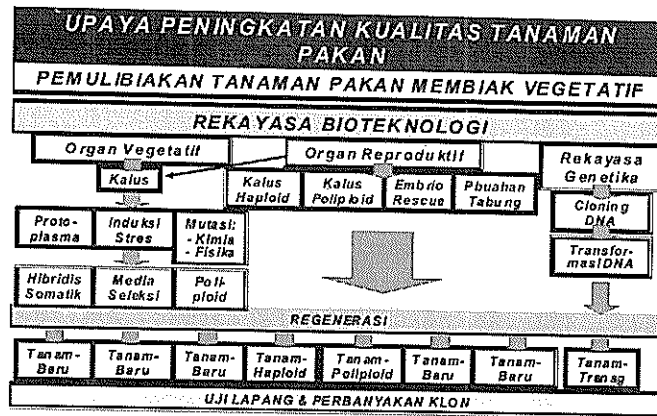 UPAYA PENINGKATAN KUALITAS TANAMAN
PAKAN
PEMULIBIAKAN TANAMAN PAKAN MEMBIAK VEGETATIF
REKAYASA BIOTEKNOLOGI
Organ Vegetatif
Organ Reproduktif
Rekayasa
Genetika
Kalus
Kalus
Haploid
Kalus
Poliploid
Embrio
Rescue
Pbuahan
Tabung
Cloning
DNA
Proto-
plasma
Induksi
Stres
Mutasi:
- Kimia
- Fisika
Transfor-
masi DNA
Hibridis
Somatik
Media
Seleksi
Poli-
ploid
REGENERASI
Tanam-
Baru
Tanam-
Baru
Tanam-
Baru
Tanam-
Haploid
Tanam-
Poliploid
Tanam-
Baru
Tanam-
Baru
Tanam-
Transg
UJI LAPANG & PERBANYAKAN KLON